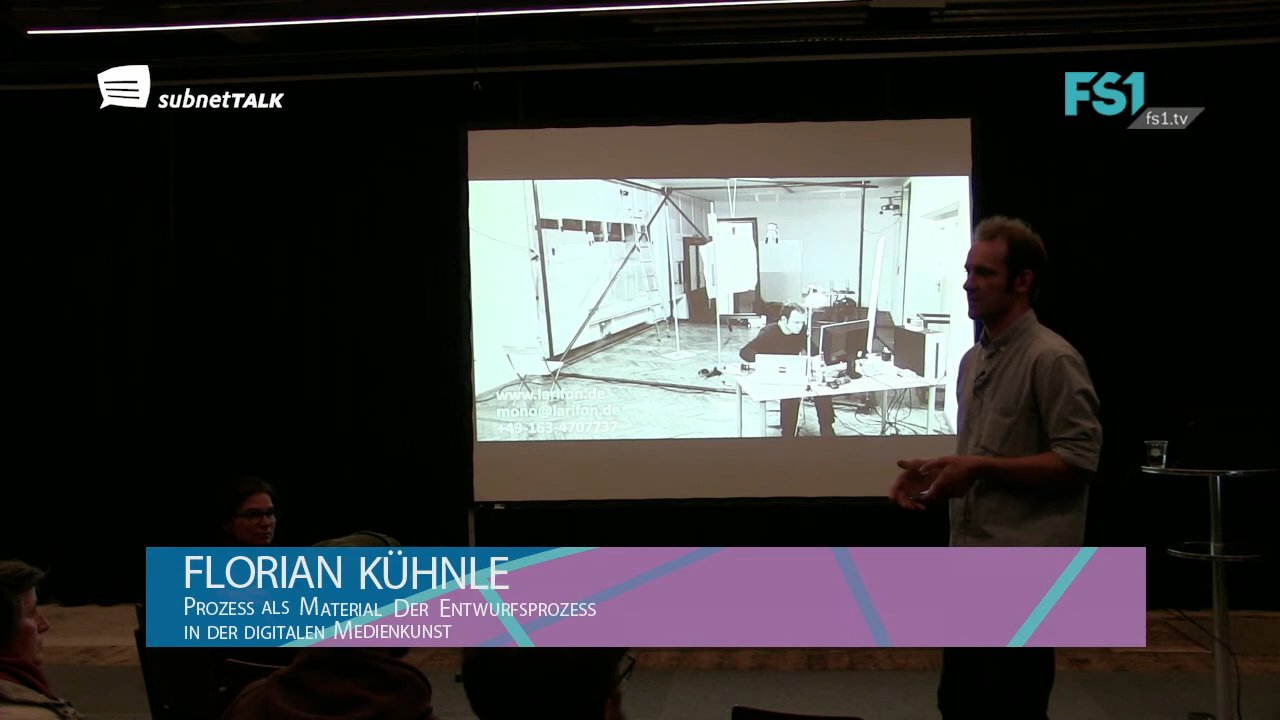 subnetTALK
FS1
fs1.tv
www.larifon.de
mono@larifon.de
+49-163-4707737
FLORIAN KÜHNLE
PROZESS ALS MATERIAL DER ENTWURFSPROZESS
IN DER DIGITALEN MEDIENKUNST